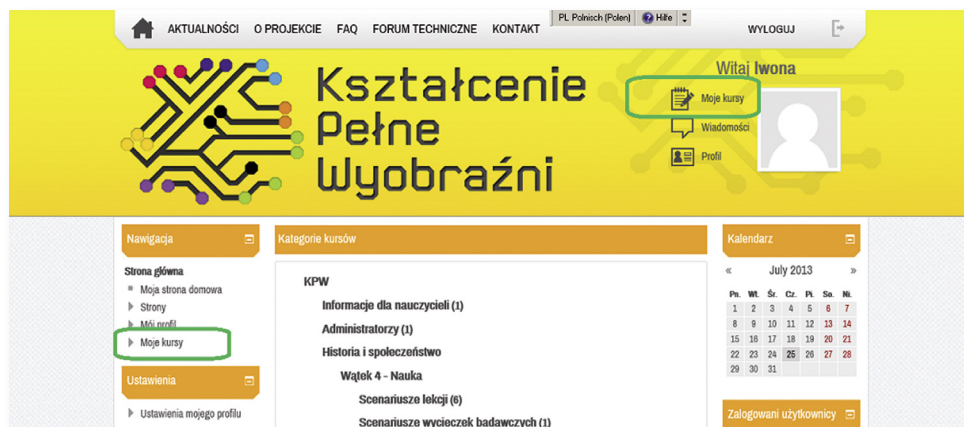 AKTUALNOŚCI O PROJEKCIE FAQ FORUM TECHNICZNE KONTAKT
PL Polnisch (Polen) Hilfe
WYLOGUJ
Witaj Iwona
Moje kursy
Wiadomości
Profil
Kształcenie
Pełne
Wyobraźni
Nawigacja
Strona główna
Moja strona domowa
Strony
Mój profil
Moje kursy
Ustawienia
Ustawienia mojego profilu
Kategorie kursów
KPW
Informacje dla nauczycieli (1)
Administratorzy (1)
Historia i społeczeństwo
Wątek 4 - Nauka
Scenariusze lekcji (6)
Scenariusze wycieczek badawczych (1)
Kalendarz
« July 2013 »
Pn. Wt. Śr. Cz. Pi. So. Ni.
1 2 3 4 5 6 7
8 9 10 11 12 13 14
15 16 17 18 19 20 21
22 23 24 25 26 27 28
29 30 31
Zalogowani użytkownicy